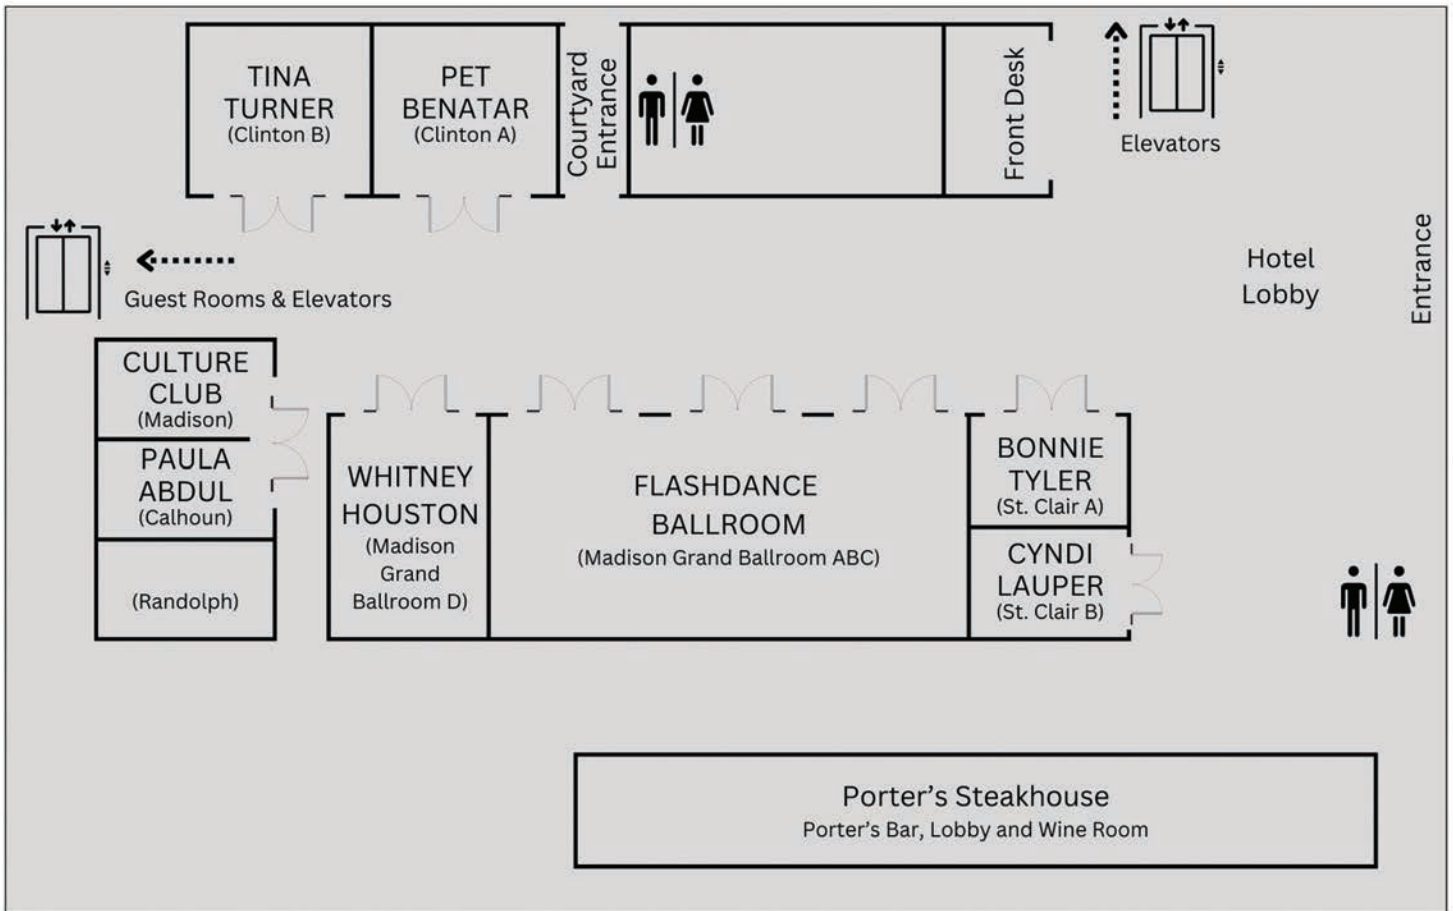 TINA
TURNER
(Clinton B)
PET
BENATAR
(Clinton A)
Courtyard
Entrance
Front Desk
Elevators
Guest Rooms & Elevators
Hotel
Lobby
Entrance
CULTURE
CLUB
(Madison)
PAULA
ABDUL
(Calhoun)
(Randolph)
WHITNEY
HOUSTON
(Madison
Grand
Ballroom D)
FLASHDANCE
BALLROOM
(Madison Grand Ballroom ABC)
BONNIE
TYLER
(St. Clair A)
CYNDI
LAUPER
(St. Clair B)
Porter's Steakhouse
Porter's Bar, Lobby and Wine Room